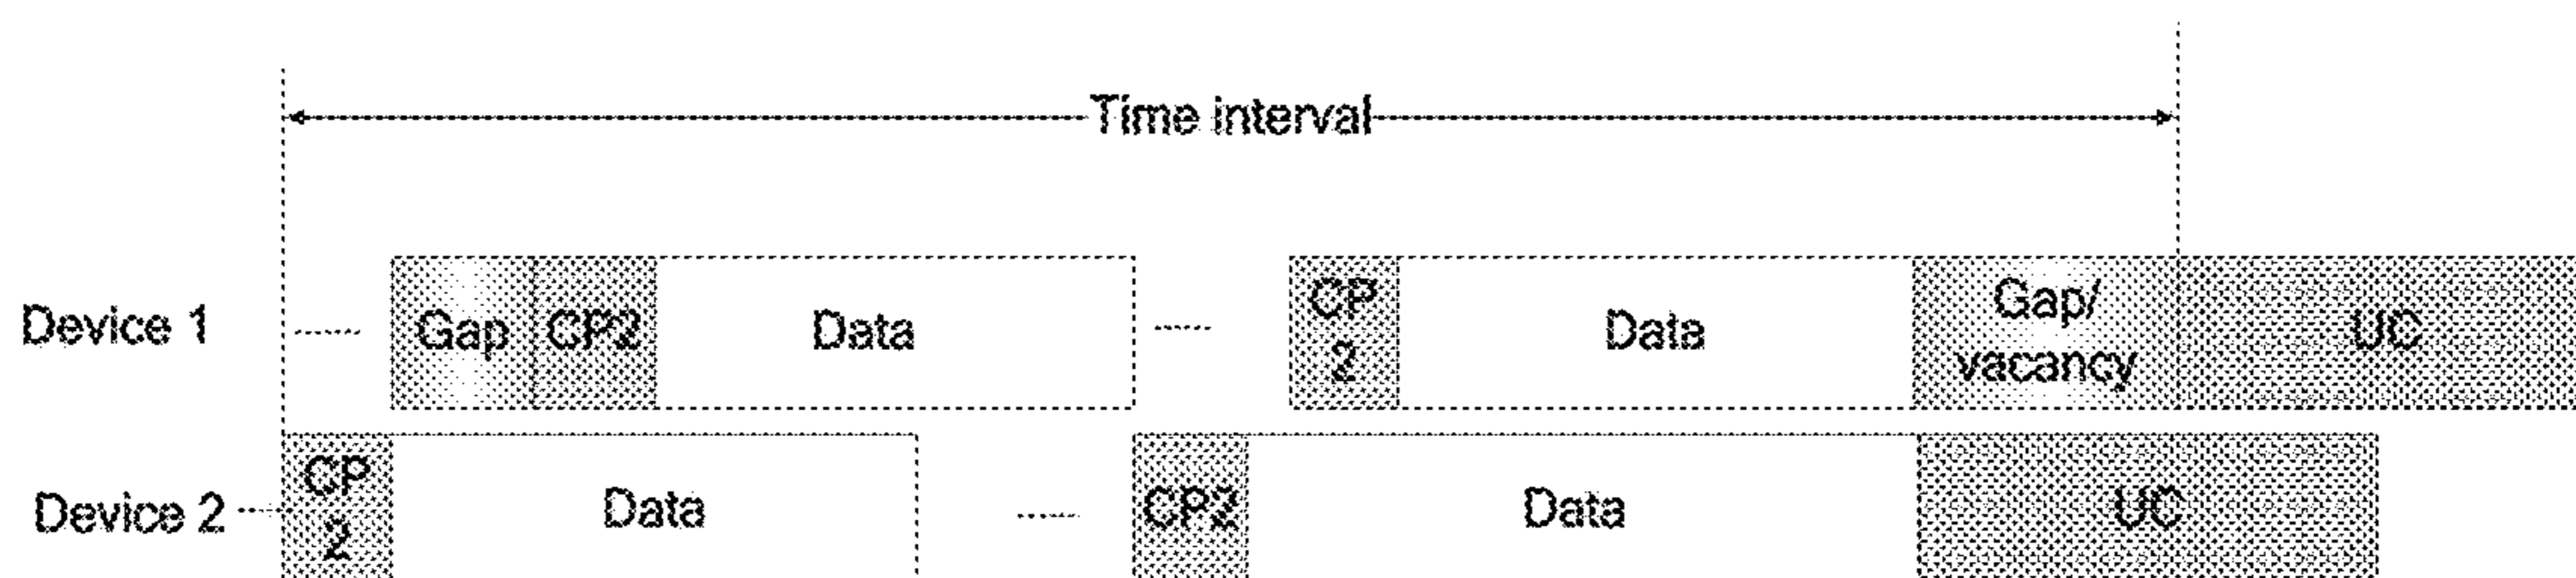 Time interval
Device 1 ---- Gap CP2 Data ---- CP 2 Data Gap/ vacancy UC
Device 2 ---- CP 2 Data ---- CP2 Data UC